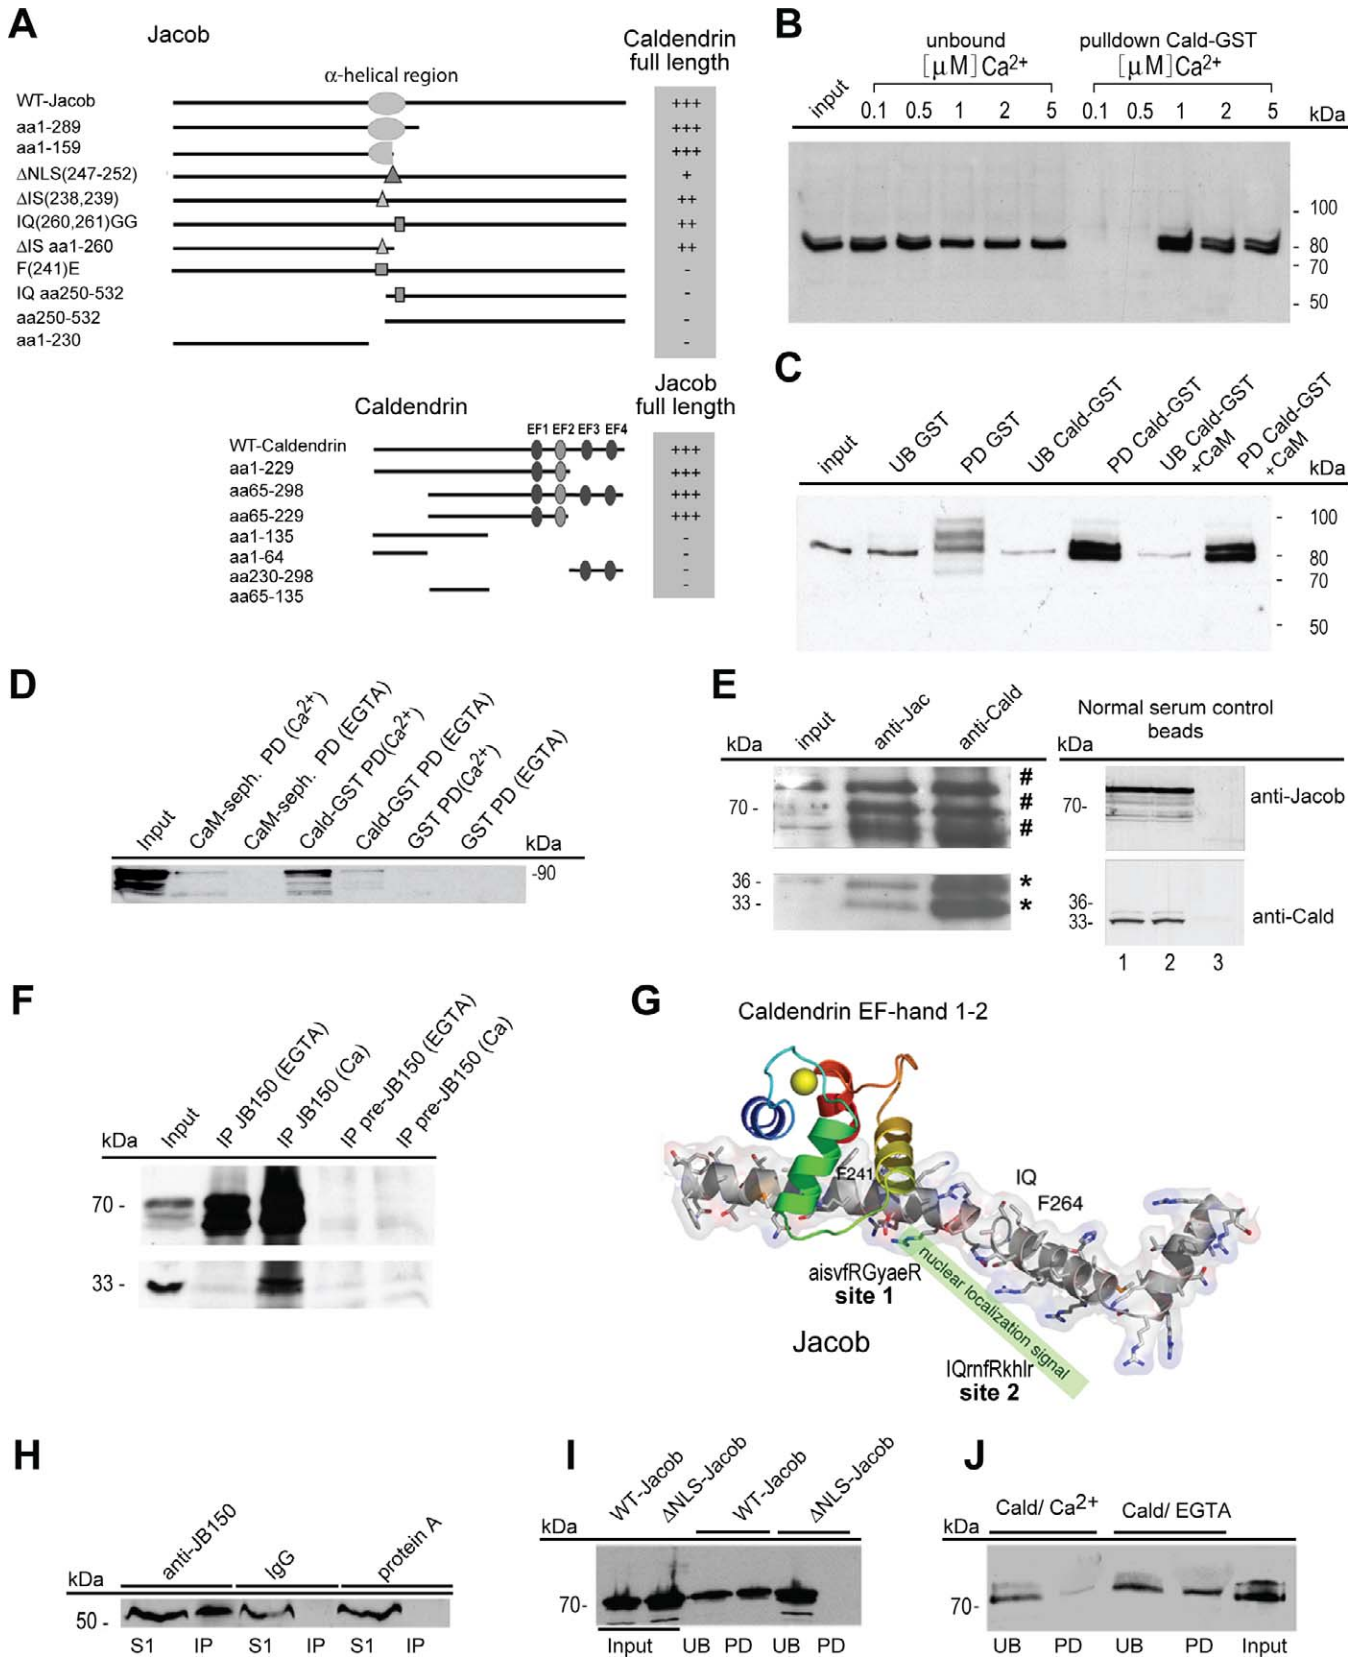 A
Jacob
Caldendrin
full length
α-helical region
WT-Jacob +++
aa1-289 +++
aa1-159 +++
ΔNLS(247-252) +
ΔIS(238,239) ++
IQ(260,261)GG ++
ΔIS aa1-260 ++
F(241)E -
IQ aa250-532 -
aa250-532 -
aa1-230 -
Caldendrin
Jacob
full length
EF1 EF2 EF3 EF4
WT-Caldendrin +++
aa1-229 +++
aa65-298 +++
aa65-229 +++
aa1-135 -
aa1-64 -
aa230-298 -
aa65-135 -
B
unbound
[μM]Ca2+
pulldown Cald-GST
[μM]Ca2+
input 0.1 0.5 1 2 5 0.1 0.5 1 2 5 kDa
- 100
- 80
- 70
- 50
C
input UB GST PD GST UB Cald-GST PD Cald-GST UB Cald-GST +CaM PD Cald-GST +CaM kDa
- 100
- 80
- 70
- 50
D
Input CaM-seph. PD (Ca2+) CaM-seph. PD (EGTA) Cald-GST PD(Ca2+) Cald-GST PD (EGTA) GST PD(Ca2+) GST PD (EGTA) kDa
-90
E
kDa input anti-Jac anti-Cald
#
70 - #
#
36 - *
33 - *
Normal serum control
beads
70-
anti-Jacob
36-
33-
anti-Cald
1 2 3
F
kDa Input IP JB150 (EGTA) IP JB150 (Ca) IP pre-JB150 (EGTA) IP pre-JB150 (Ca)
70 -
33 -
G
Caldendrin EF-hand 1-2
F241
IQ
F264
aisvfRGyaeR
site 1
nuclear localization signal
Jacob
IQrnfRkhlr
site 2
H
kDa anti-JB150 IgG protein A
50 -
S1 IP S1 IP S1 IP
I
kDa WT-Jacob ΔNLS-Jacob WT-Jacob ΔNLS-Jacob
70-
Input UB PD UB PD
J
kDa Cald/ Ca2+ Cald/ EGTA
70-
UB PD UB PD Input